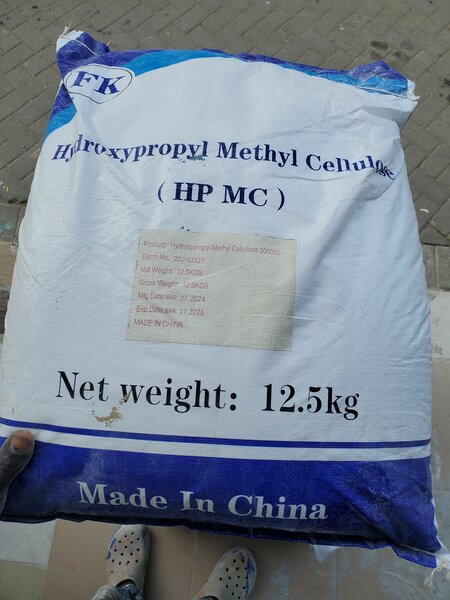 FK
Hydroxypropyl Methyl Cellulose
( HP MC )
Product: Hydroxypropyl Methyl Cellulose 200000
Batch No.: 20240327
Net Weight: 12.5KGS
Gross Weight: 12.6KGS
Mfg Date: MAR. 27,2024
Exp.Date: MAR. 27,2026
MADE IN CHINA
Net weight: 12.5kg
Made In China